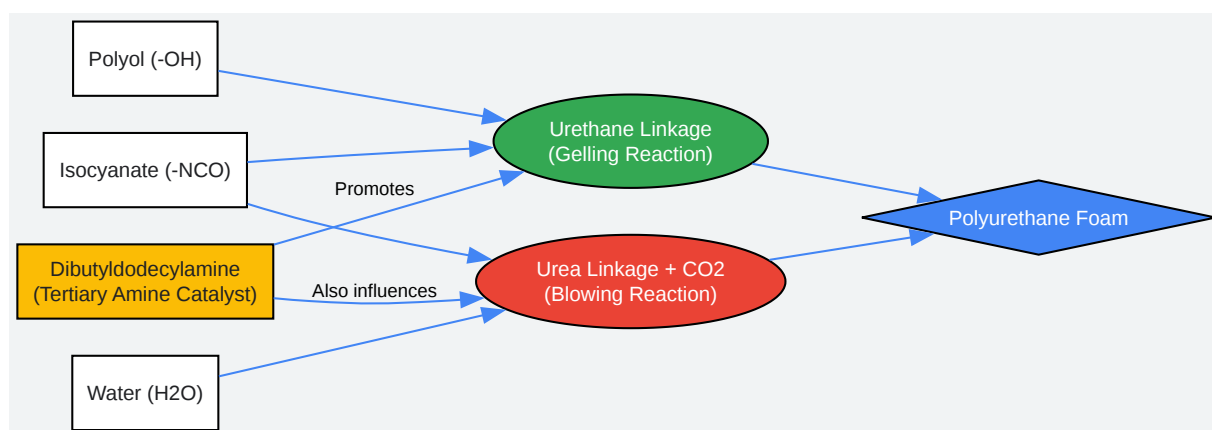 Polyol (-OH)
Isocyanate (-NCO)
Dibutyldodecylamine
(Tertiary Amine Catalyst)
Water (H2O)
Promotes
Also influences
Urethane Linkage
(Gelling Reaction)
Urea Linkage + CO2
(Blowing Reaction)
Polyurethane Foam